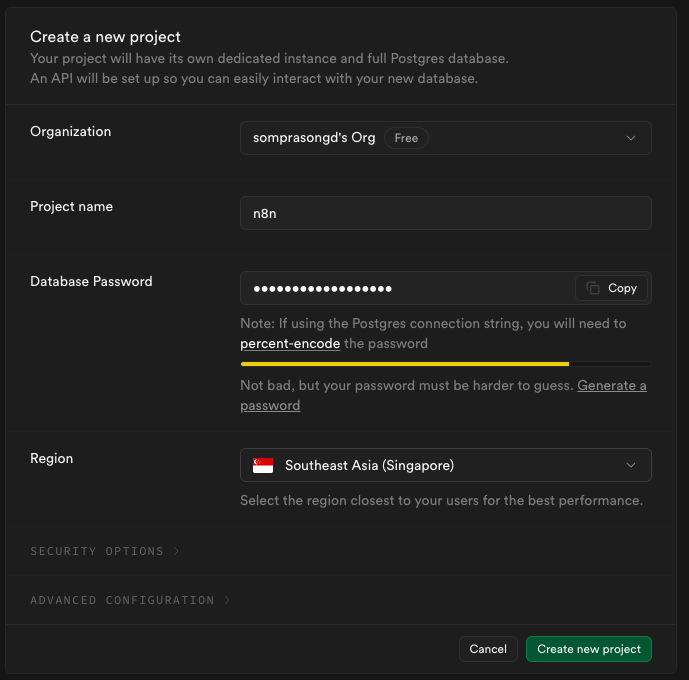 Create a new project
Your project will have its own dedicated instance and full Postgres database.
An API will be set up so you can easily interact with your new database.
Organization
somprasongd's Org Free
Project name
n8n
Database Password
•••••••••••••••••• Copy
Note: If using the Postgres connection string, you will need to
percent-encode the password
Not bad, but your password must be harder to guess. Generate a
password
Region
Southeast Asia (Singapore)
Select the region closest to your users for the best performance.
SECURITY OPTIONS
ADVANCED CONFIGURATION
Cancel Create new project